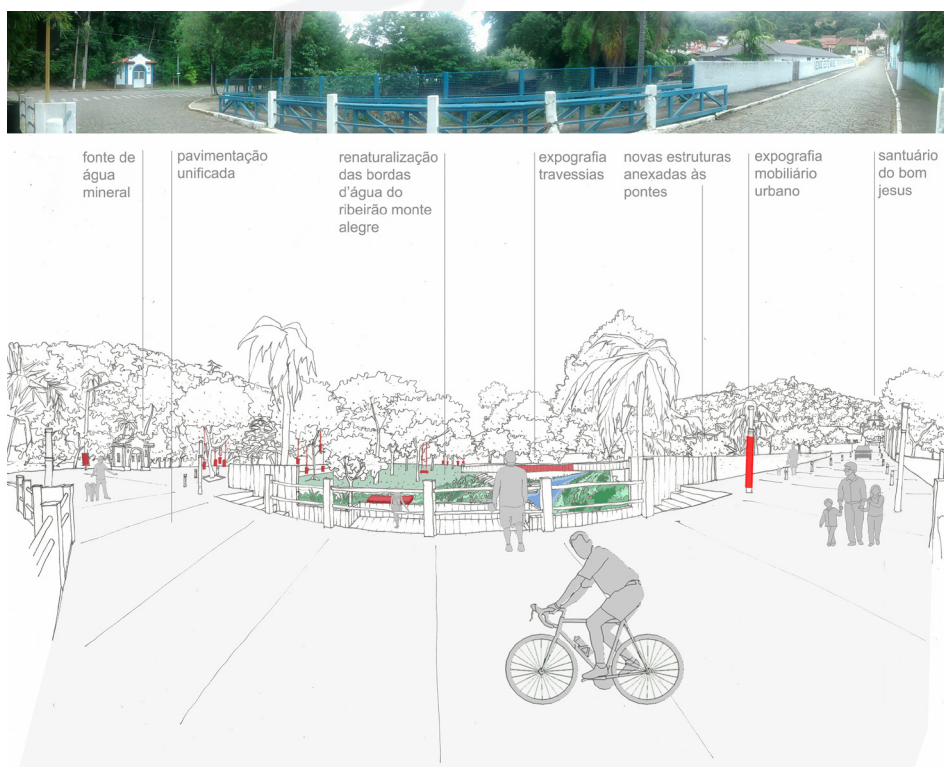 fonte de
água
mineral
pavimentação
unificada
renaturalização
das bordas
d'água do
ribeirão monte
alegre
expografia
travessias
novas estruturas
anexadas às
pontes
expografia
mobiliário
urbano
santuário
do bom
jesus